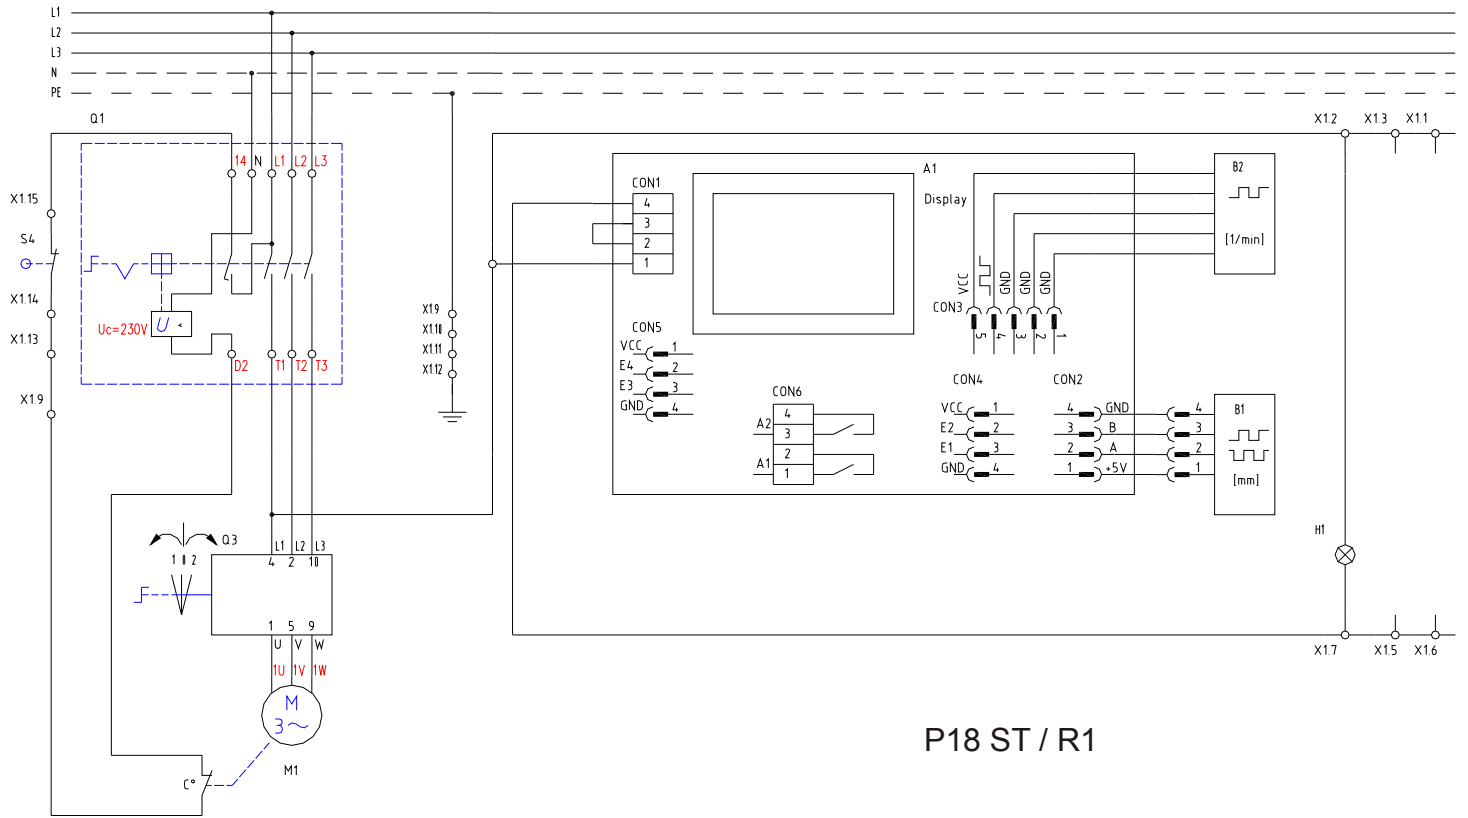 L1
L2
L3
N
PE
Q1
X1.2 X1.3 X1.1
14 N L1 L2 L3
X1.15
S4
X1.14
X1.13
X1.9
Uc=230V
U <
D2 T1 T2 T3
X1.9
X1.10
X1.11
X1.12
CON1
4
3
2
1
A1
Display
B2
[1/min]
VCC GND GND GND
CON3
5 4 3 2 1
CON5
VCC 1
E4 2
E3 3
GND 4
CON6
4
A2 3
2
A1 1
CON4
VCC 1
E2 2
E1 3
GND 4
CON2
4 GND 4
3 B 3
2 A 2
1 +5V 1
B1
[mm]
H1
Q3
1 0 2
L1 L2 L3
4 2 10
1 5 9
U V W
1U 1V 1W
M
3~
M1
C°
X1.7 X1.5 X1.6
P18 ST / R1